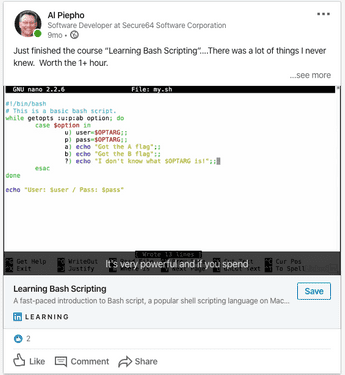 Al Piepho
Software Developer at Secure64 Software Corporation
9mo •
Just finished the course “Learning Bash Scripting”....There was a lot of things I never
knew. Worth the 1+ hour.
...see more
GNU nano 2.2.6 File: my.sh
#!/bin/bash
# This is a basic bash script.
while getopts :u:p:ab option; do
case $option in
u) user=$OPTARG;;
p) pass=$OPTARG;;
a) echo "Got the A flag";;
b) echo "Got the B flag";;
?) echo "I don't know what $OPTARG is!";;
esac
done
echo "User: $user / Pass: $pass"
[ Wrote 13 lines ]
Get Help WriteOut Cur Pos
It's very powerful and if you spend
Exit Justify To Spell
Learning Bash Scripting
A fast-paced introduction to Bash script, a popular shell scripting language on Mac...
Save
in LEARNING
2
Like Comment Share